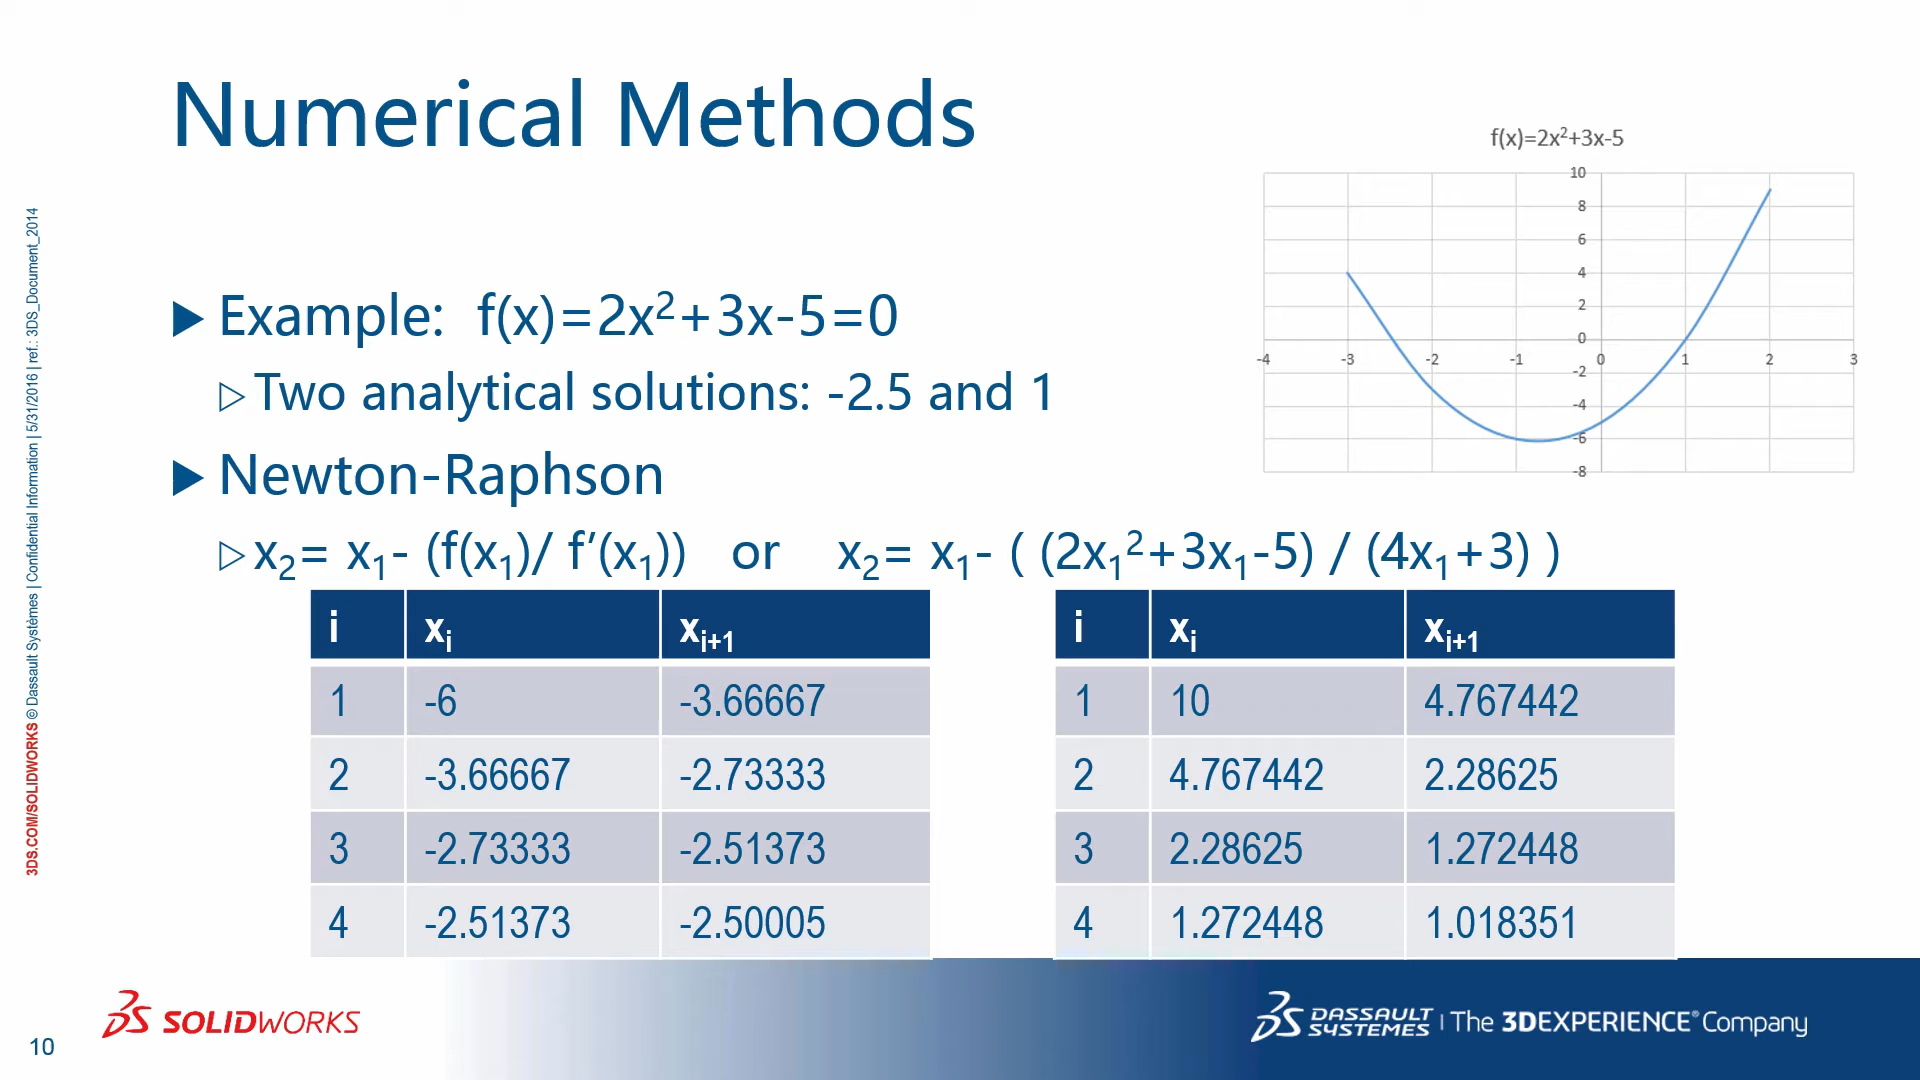 Numerical Methods
f(x)=2x²+3x-5
10
8
6
4
2
0
-2
-4
-6
-8
-4 -3 -2 -1 0 1 2 3
▶ Example: f(x)=2x²+3x-5=0
▷ Two analytical solutions: -2.5 and 1
▶ Newton-Raphson
▷ x₂= x₁- (f(x₁)/ f’(x₁)) or x₂= x₁- ( (2x₁²+3x₁-5) / (4x₁+3) )
i xᵢ xᵢ₊₁
1 -6 -3.66667
2 -3.66667 -2.73333
3 -2.73333 -2.51373
4 -2.51373 -2.50005
i xᵢ xᵢ₊₁
1 10 4.767442
2 4.767442 2.28625
3 2.28625 1.272448
4 1.272448 1.018351
3DS.COM/SOLIDWORKS © Dassault Systèmes | Confidential Information | 5/31/2016 | ref.: 3DS_Document_2014
10
SOLIDWORKS
DASSAULT SYSTEMES | The 3DEXPERIENCE® Company